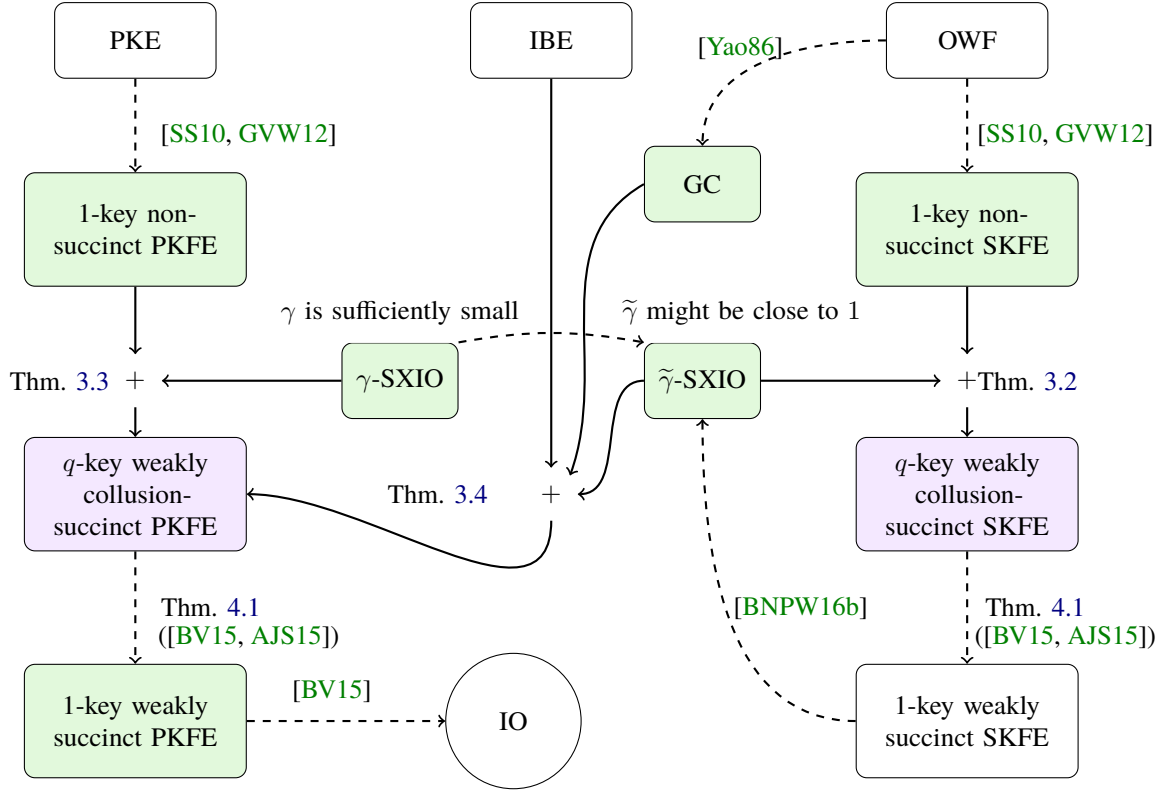 PKE
IBE
OWF
[Yao86]
[SS10, GVW12]
[SS10, GVW12]
GC
1-key non-
succinct PKFE
1-key non-
succinct SKFE
γ is sufficiently small
γ̃ might be close to 1
Thm. 3.3 +
γ-SXIO
γ̃-SXIO
+Thm. 3.2
q-key weakly
collusion-
succinct PKFE
Thm. 3.4 +
q-key weakly
collusion-
succinct SKFE
Thm. 4.1
([BV15, AJS15])
[BNPW16b]
Thm. 4.1
([BV15, AJS15])
1-key weakly
succinct PKFE
[BV15]
IO
1-key weakly
succinct SKFE